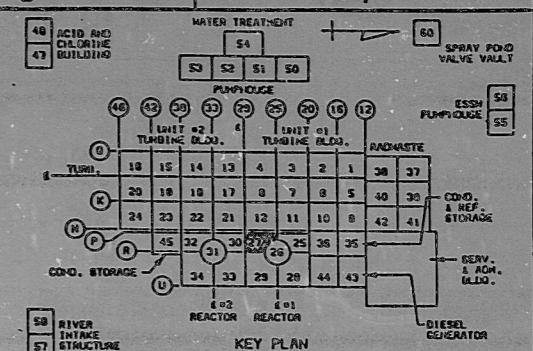 48 ACID AND
CHLORINE
47 BUILDING
WATER TREATMENT
54
53 52 51 50
PUMPHOUSE
60
SPRAY POND
VALVE VAULT
ESSW
PUMPHOUSE
56
55
46 42 38 33 29 25 20 16 12
UNIT #2
TURBINE BLDG.
UNIT #1
TURBINE BLDG.
RADWASTE
G
TURB.
16 15 14 13 4 3 2 1 38 37
K
20 19 18 17 8 7 6 5 40 39
COND.
& REF.
STORAGE
24 23 22 21 12 11 10 9 42 41
N
P
R
45 32 31 30 27 26 25 36 35
COND. STORAGE
SERV.
& ADM.
BLDG.
U
34 33 29 28 44 43
#2
REACTOR
#1
REACTOR
DIESEL
GENERATOR
58 RIVER
INTAKE
57 STRUCTURE
KEY PLAN